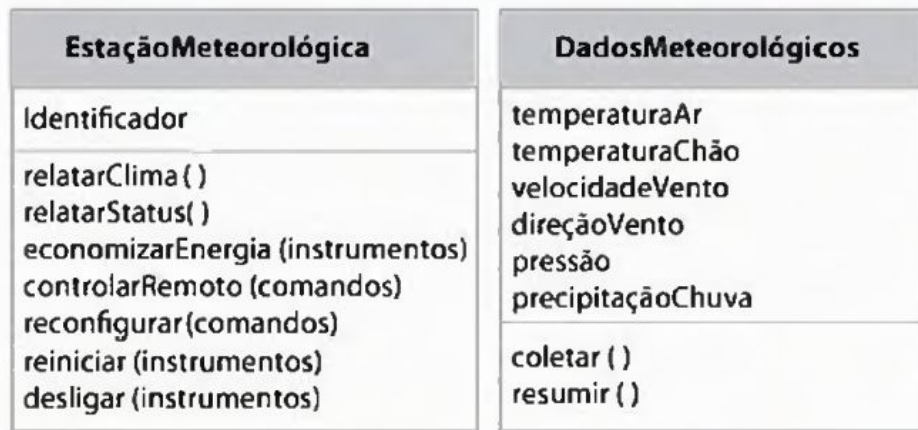 EstaçãoMeteorológica
Identificador
relatarClima ( )
relatarStatus( )
economizarEnergia (instrumentos)
controlarRemoto (comandos)
reconfigurar (comandos)
reiniciar (instrumentos)
desligar (instrumentos)
DadosMeteorológicos
temperaturaAr
temperaturaChão
velocidadeVento
direçãoVento
pressão
precipitaçãoChuva
coletar ( )
resumir ( )